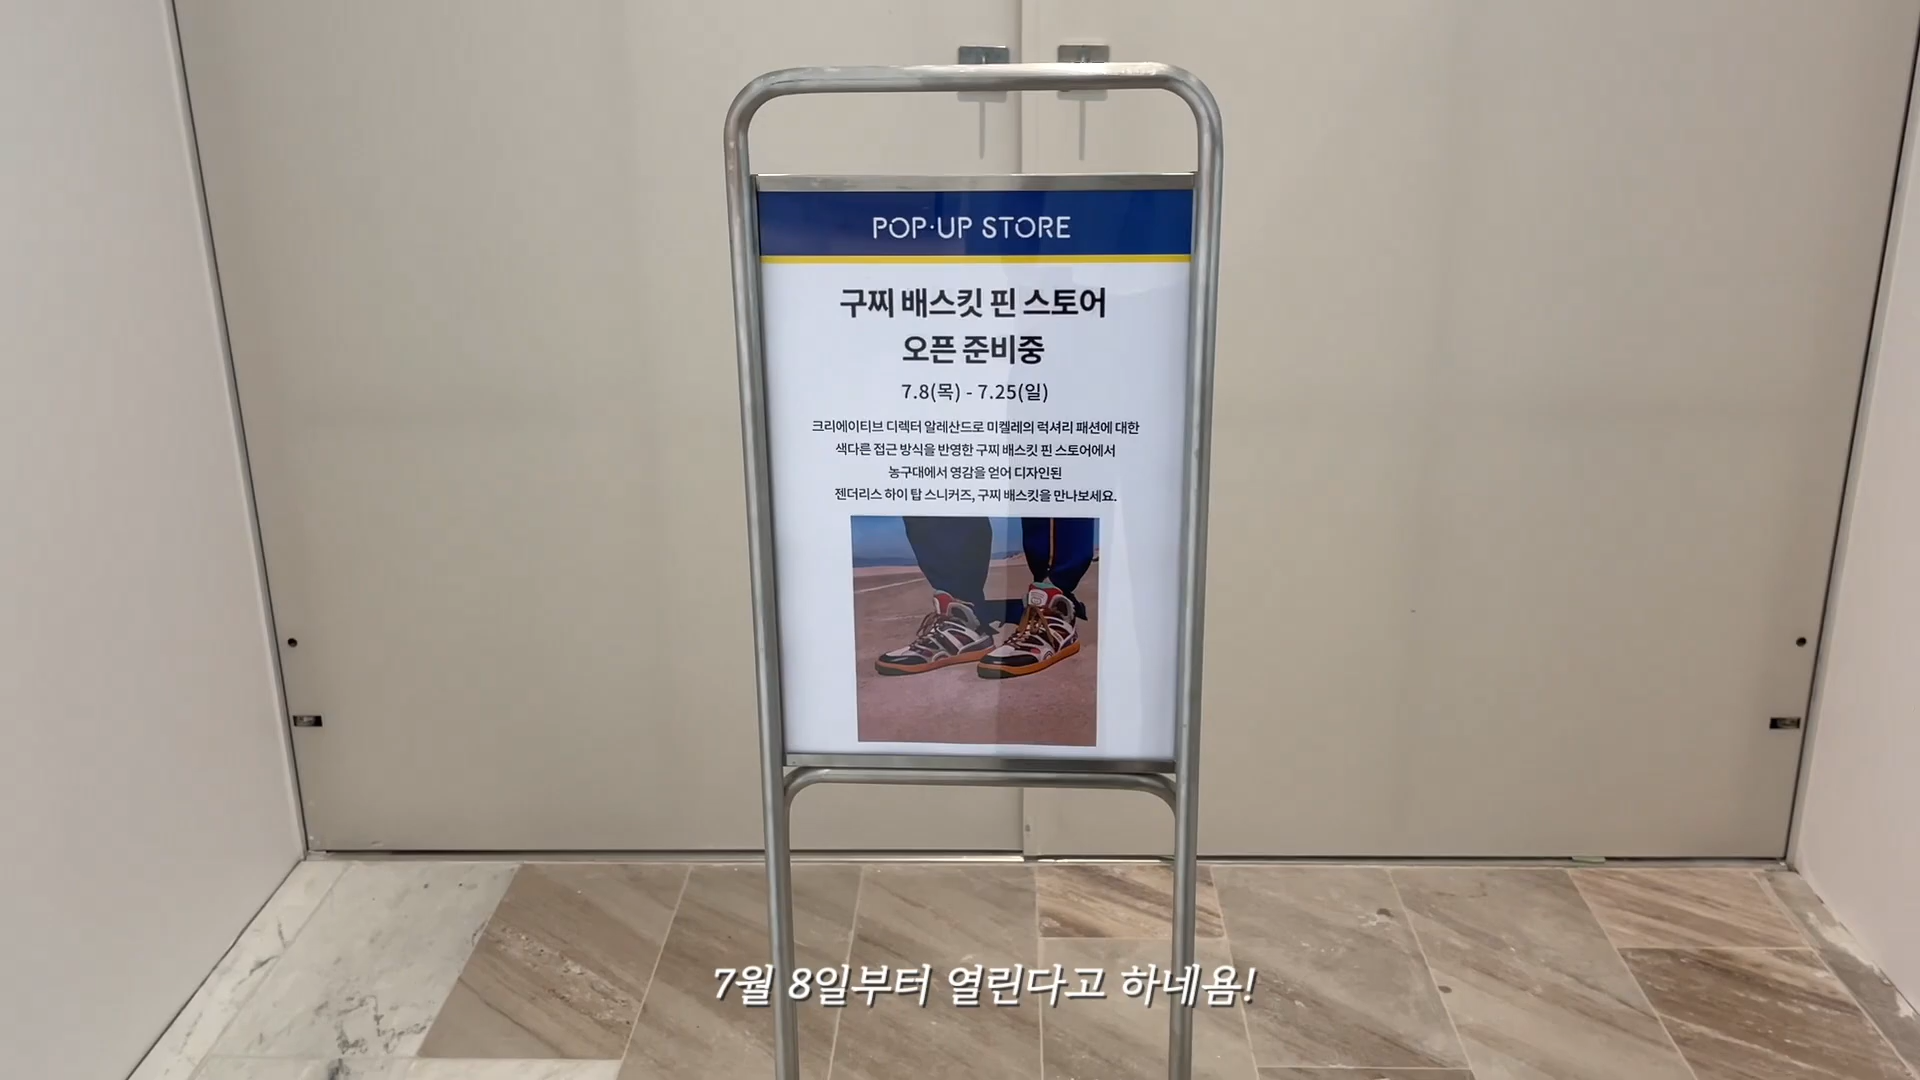 POP·UP STORE
구찌 배스킷 핀 스토어
오픈 준비중
7.8(목) - 7.25(일)
크리에이티브 디렉터 알레산드로 미켈레의 럭셔리 패션에 대한
색다른 접근 방식을 반영한 구찌 배스킷 핀 스토어에서
농구대에서 영감을 얻어 디자인된
젠더리스 하이 탑 스니커즈, 구찌 배스킷을 만나보세요.
7월 8일부터 열린다고 하네욤!